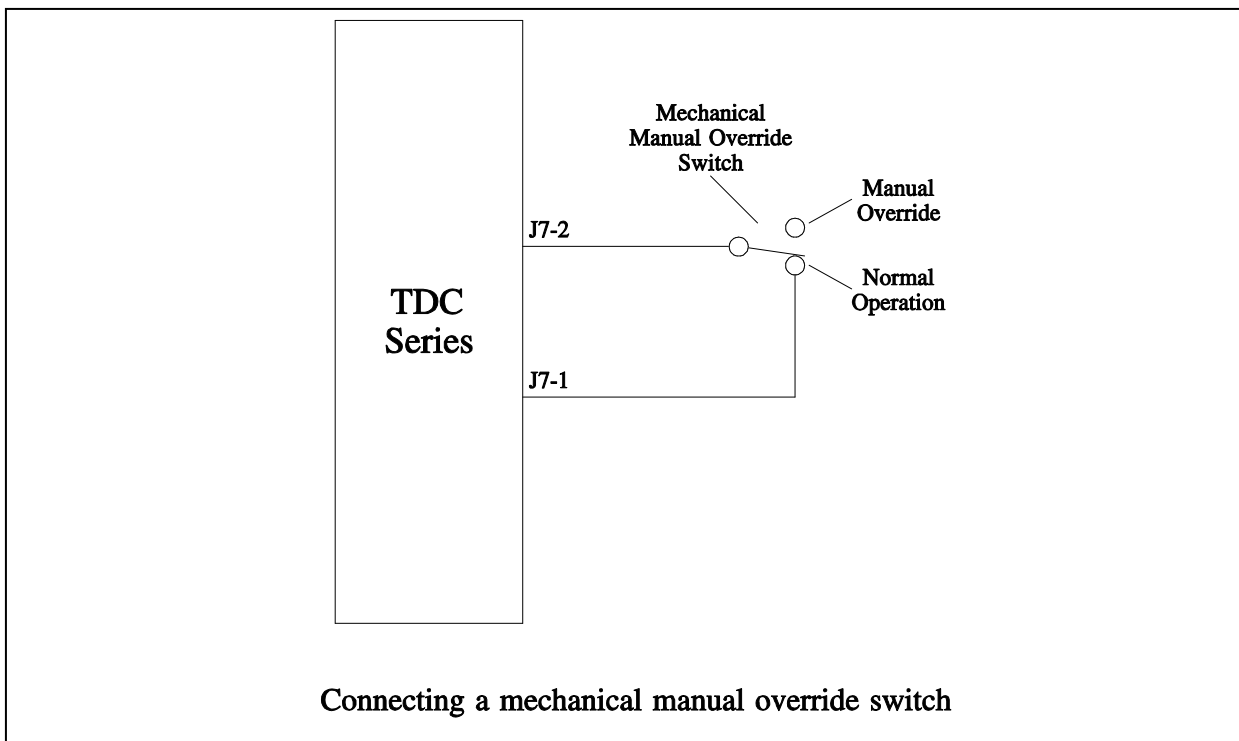 Mechanical
Manual Override
Switch
Manual
Override
J7-2
Normal
Operation
TDC
Series
J7-1
Connecting a mechanical manual override switch